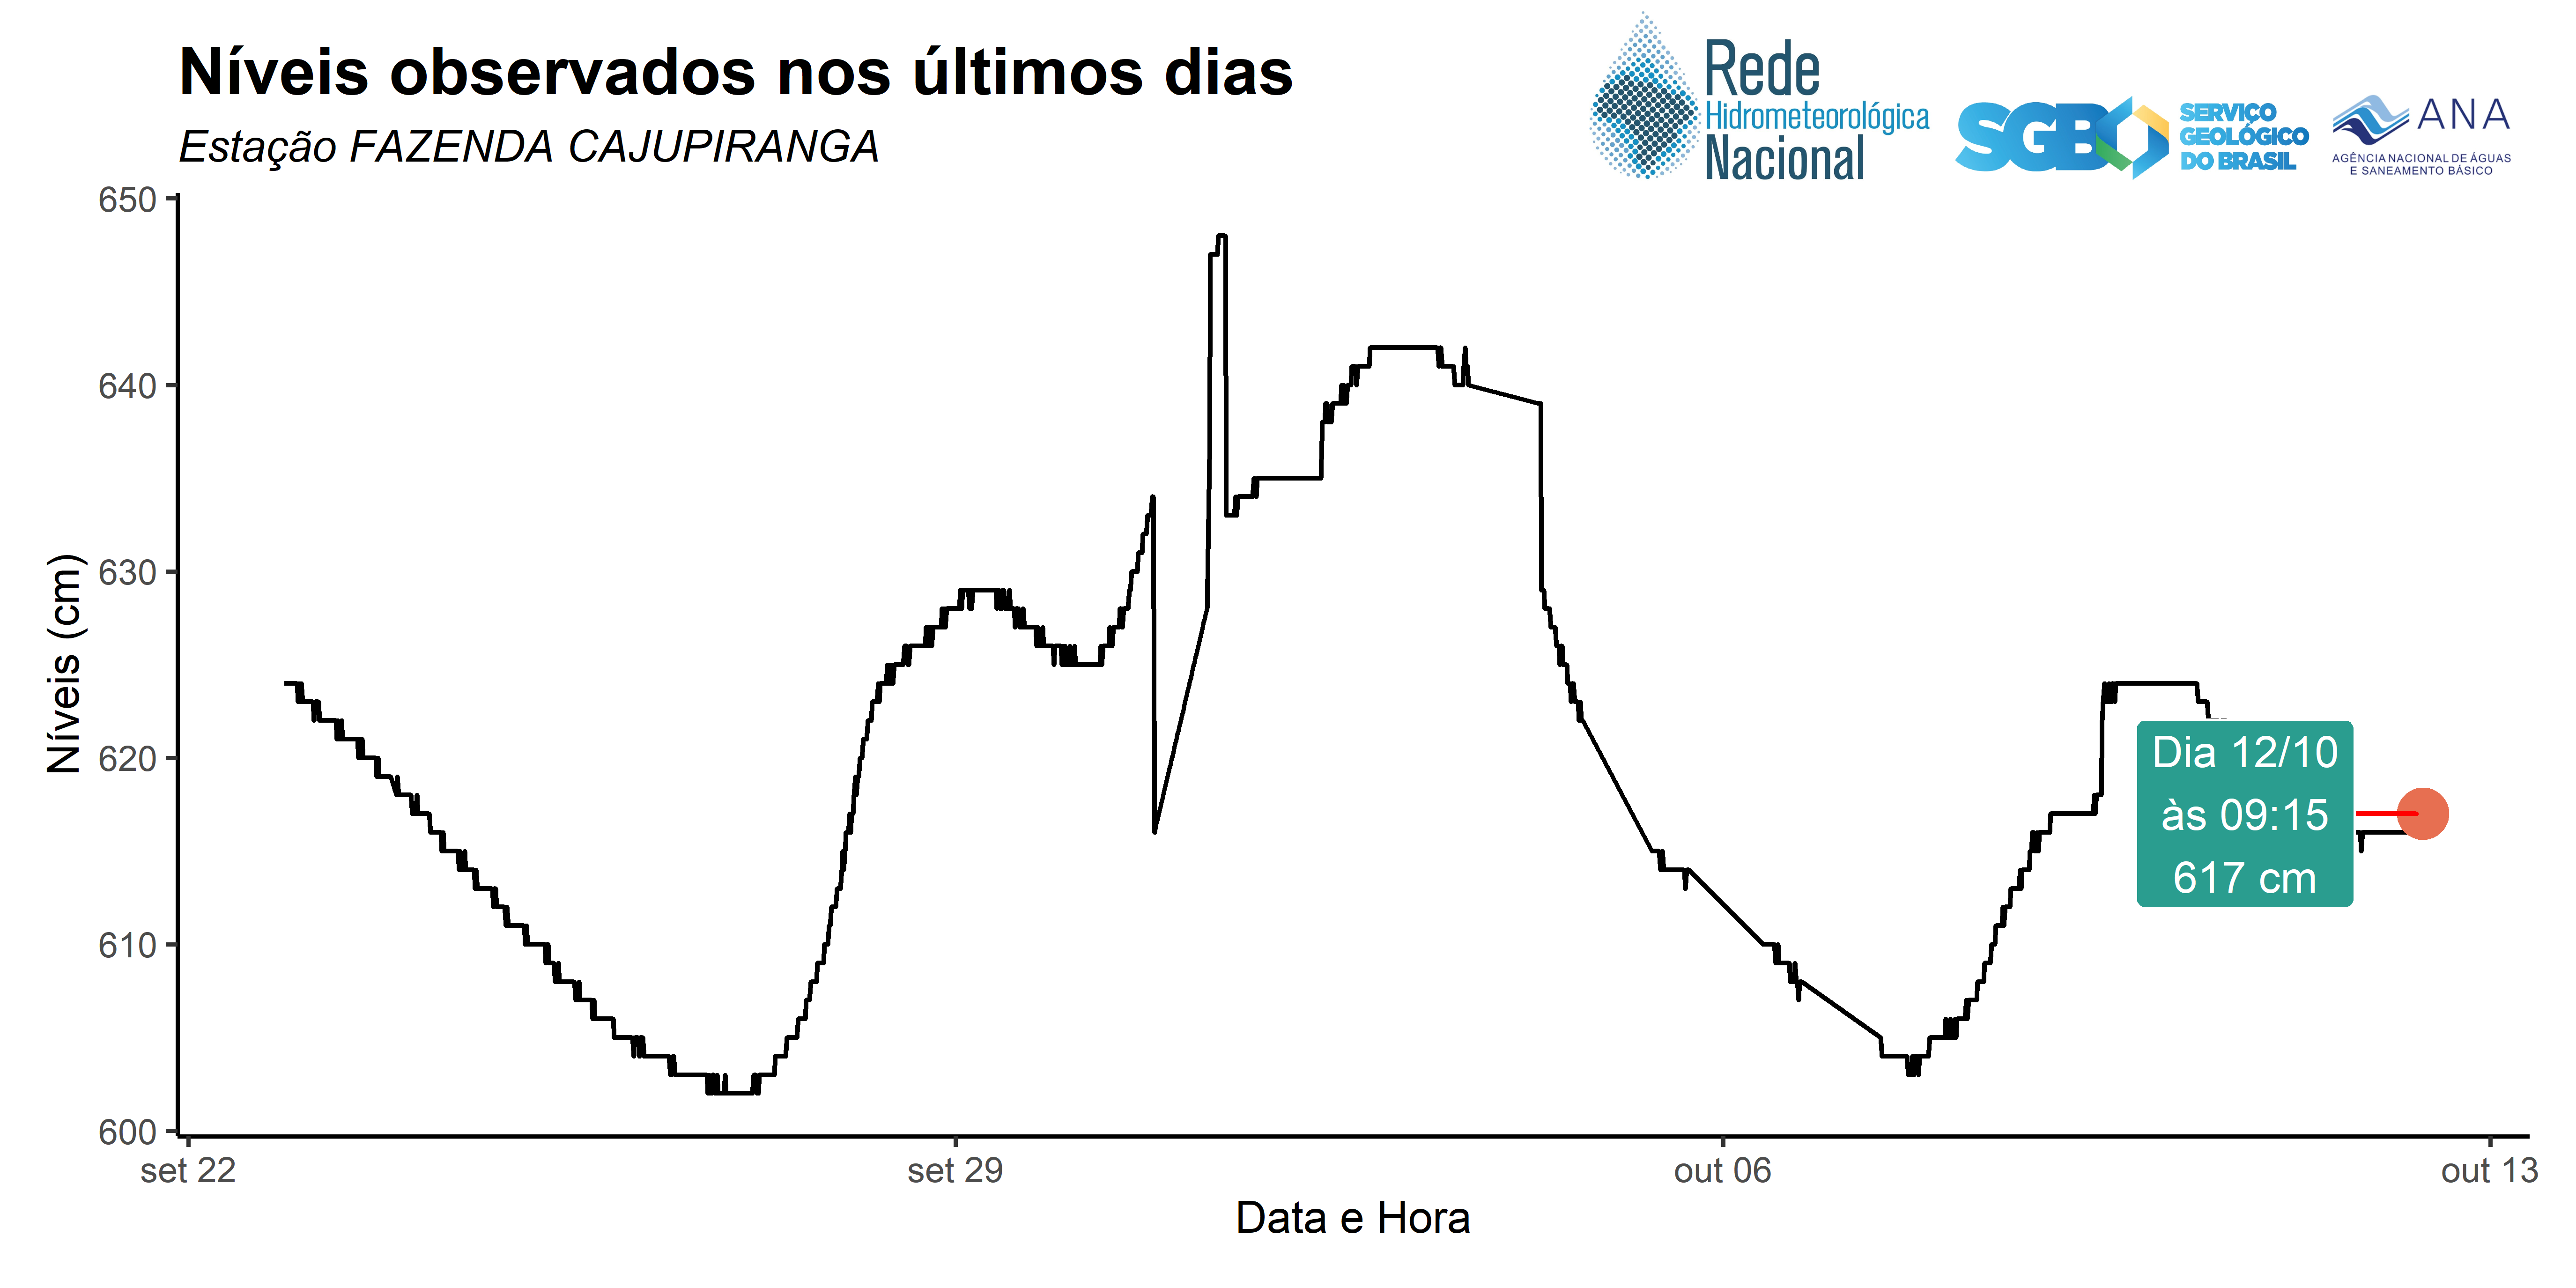 Níveis observados nos últimos dias
Estação FAZENDA CAJUPIRANGA
Rede
Hidrometeorológica
Nacional
SGB
SERVIÇO
GEOLÓGICO
DO BRASIL
ANA
AGÊNCIA NACIONAL DE ÁGUAS
E SANEAMENTO BÁSICO
Níveis (cm)
650
640
630
620
610
600
Dia 12/10
às 09:15
617 cm
set 22
set 29
out 06
out 13
Data e Hora